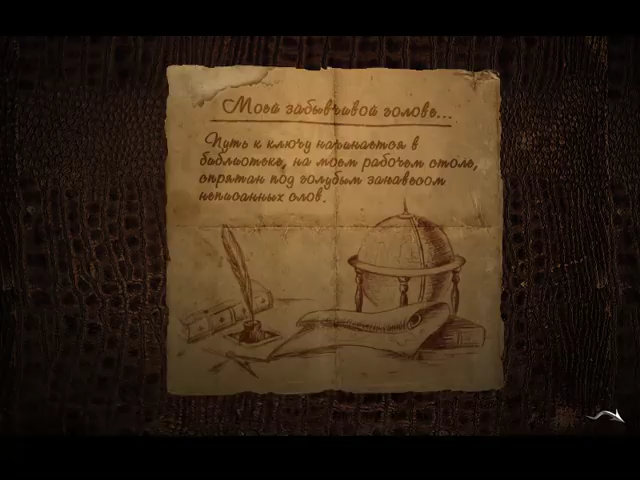 Моей забывчивой голове...
Путь к ключу начинается в
библиотеке, на моем рабочем столе,
спрятан под голубым занавесом
неписанных слов.